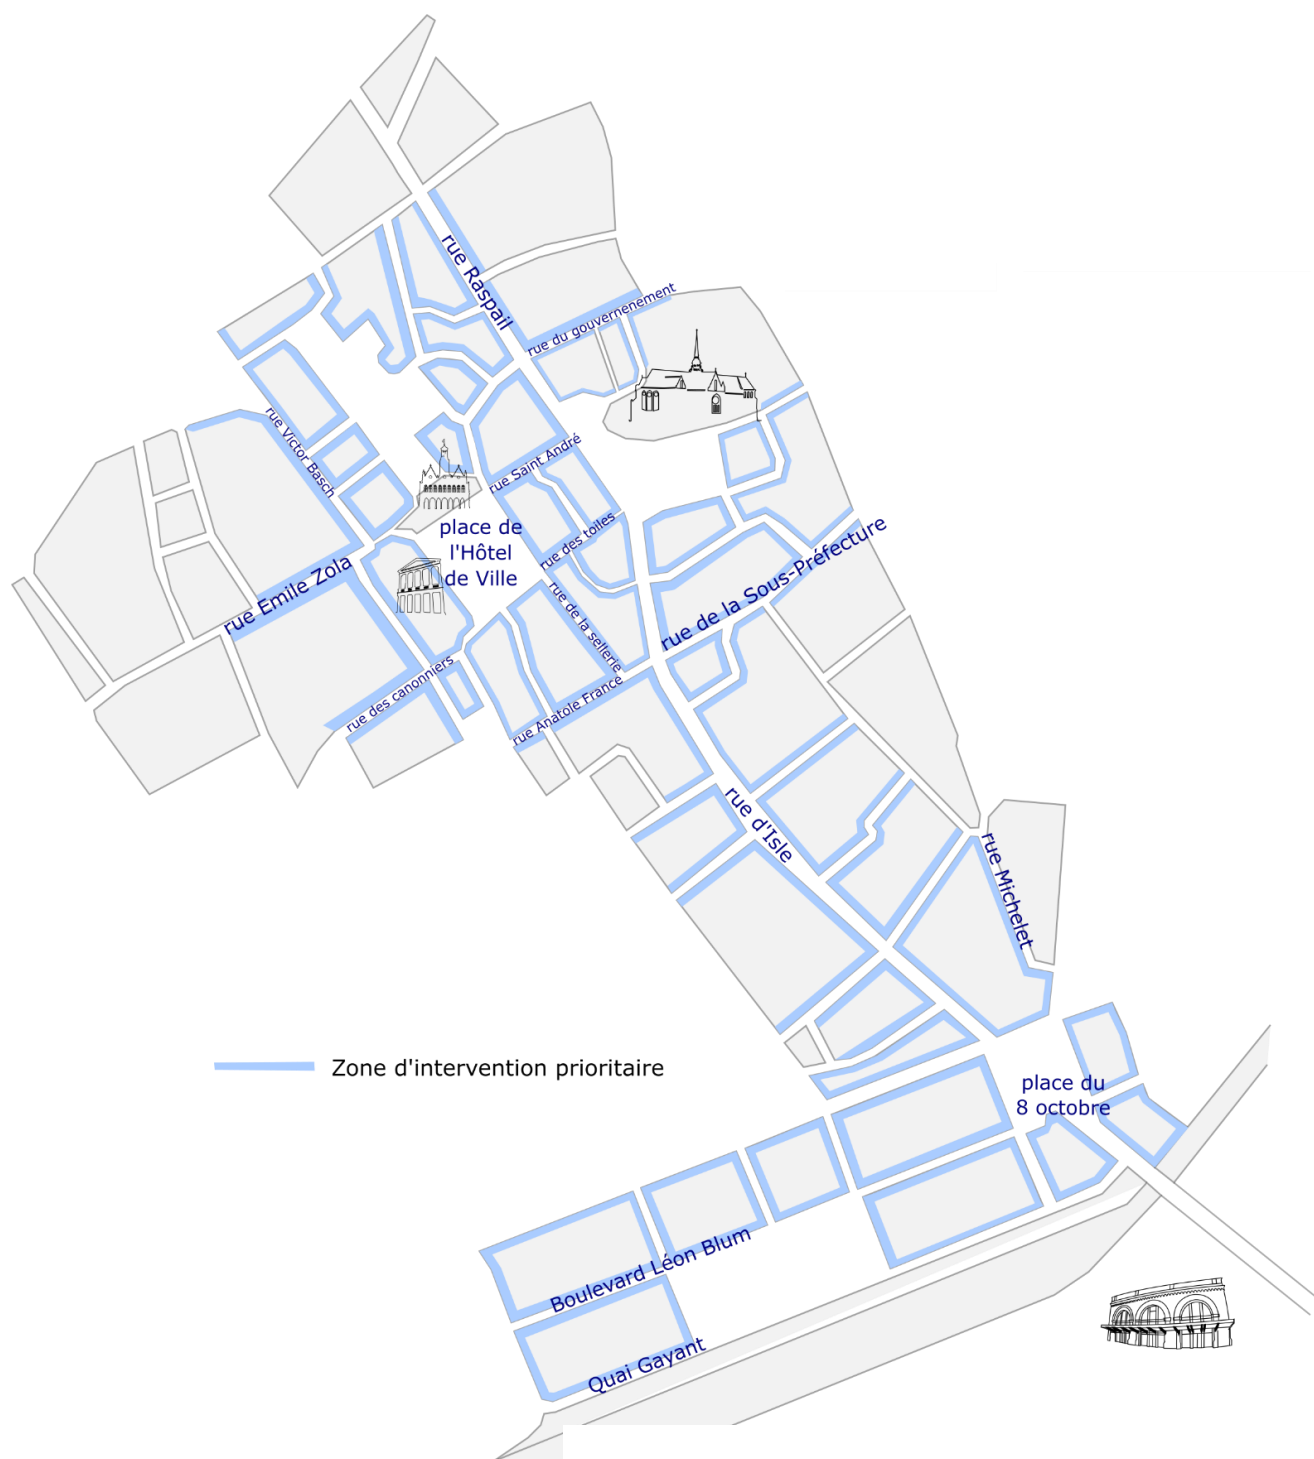 rue Raspail
rue du gouvernenement
rue Victor Basch
rue Saint André
place de
l'Hôtel
de Ville
rue des toiles
rue Emile Zola
rue de la sellerie
rue de la Sous-Préfecture
rue des canonniers
rue Anatole France
rue d'Isle
rue Michelet
Zone d'intervention prioritaire
place du
8 octobre
Boulevard Léon Blum
Quai Gayant